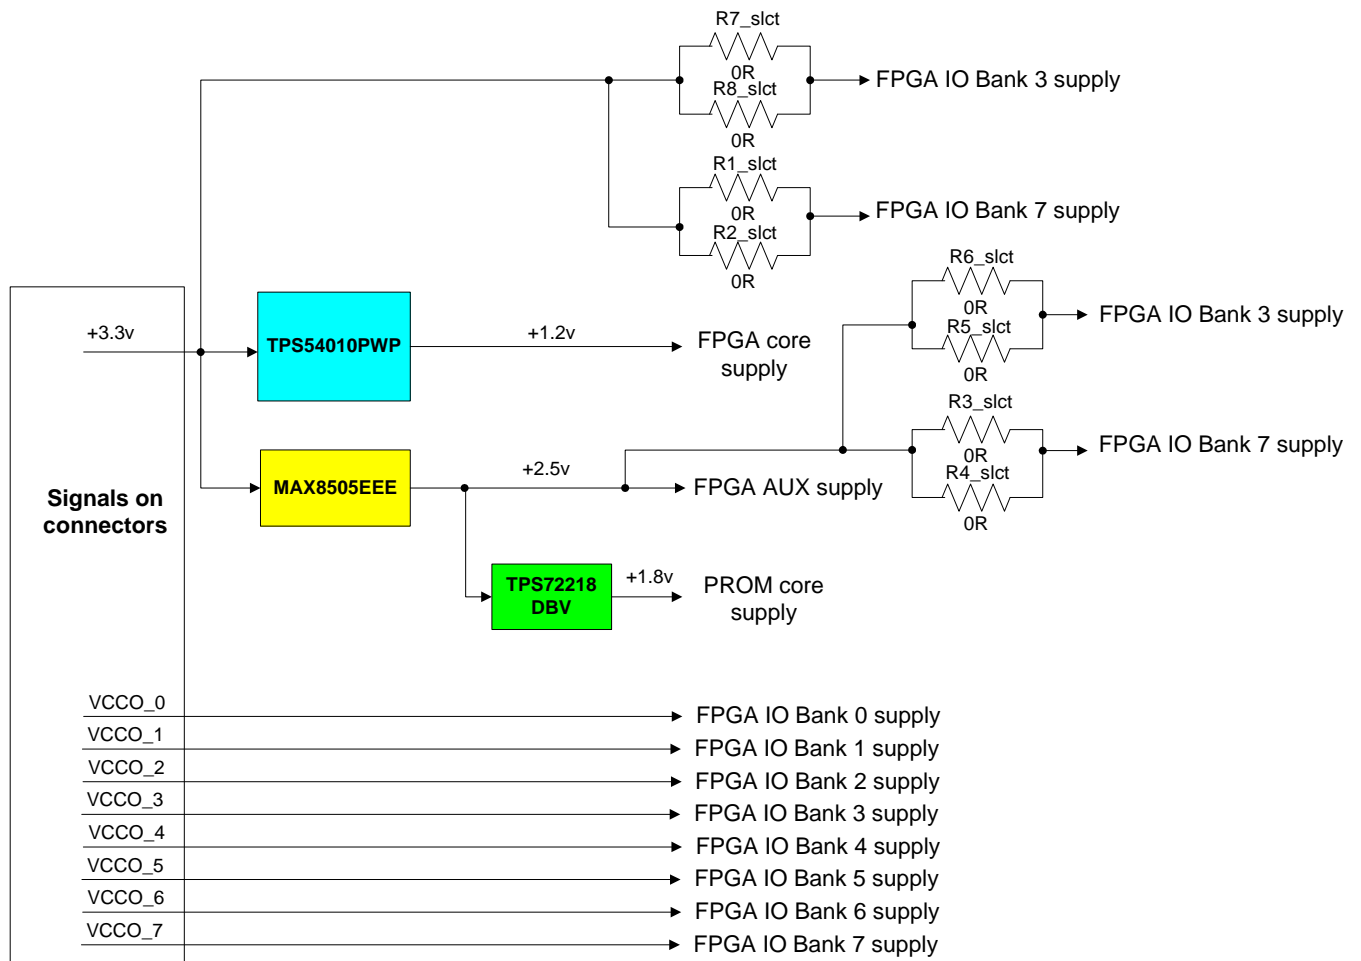 R7_slct
0R
R8_slct
0R
FPGA IO Bank 3 supply
R1_slct
0R
R2_slct
0R
FPGA IO Bank 7 supply
R6_slct
0R
R5_slct
0R
FPGA IO Bank 3 supply
+3.3v
TPS54010PWP
+1.2v
FPGA core
supply
R3_slct
0R
R4_slct
0R
FPGA IO Bank 7 supply
Signals on
connectors
MAX8505EEE
+2.5v
FPGA AUX supply
TPS72218
DBV
+1.8v
PROM core
supply
VCCO_0
FPGA IO Bank 0 supply
VCCO_1
FPGA IO Bank 1 supply
VCCO_2
FPGA IO Bank 2 supply
VCCO_3
FPGA IO Bank 3 supply
VCCO_4
FPGA IO Bank 4 supply
VCCO_5
FPGA IO Bank 5 supply
VCCO_6
FPGA IO Bank 6 supply
VCCO_7
FPGA IO Bank 7 supply